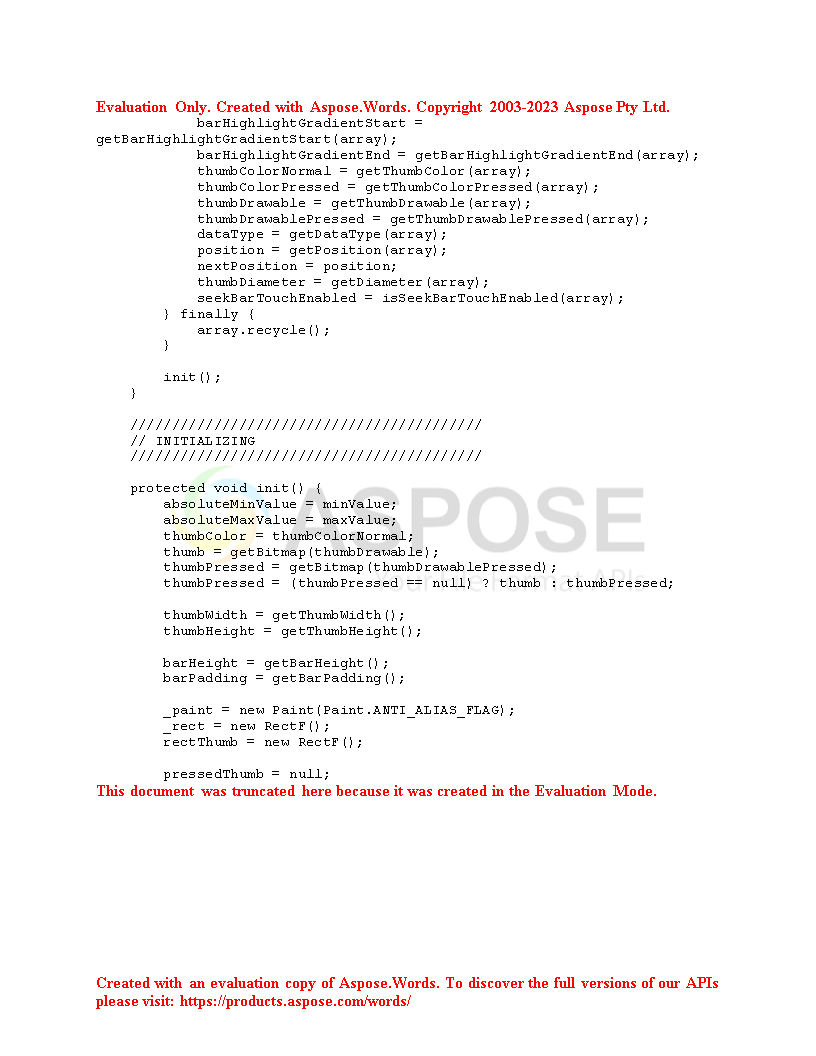 Evaluation Only. Created with Aspose.Words. Copyright 2003-2023 Aspose Pty Ltd.
            barHighlightGradientStart =
getBarHighlightGradientStart(array);
            barHighlightGradientEnd = getBarHighlightGradientEnd(array);
            thumbColorNormal = getThumbColor(array);
            thumbColorPressed = getThumbColorPressed(array);
            thumbDrawable = getThumbDrawable(array);
            thumbDrawablePressed = getThumbDrawablePressed(array);
            dataType = getDataType(array);
            position = getPosition(array);
            nextPosition = position;
            thumbDiameter = getDiameter(array);
            seekBarTouchEnabled = isSeekBarTouchEnabled(array);
        } finally {
            array.recycle();
        }

        init();
    }

    //////////////////////////////////////////
    // INITIALIZING
    //////////////////////////////////////////

    protected void init() {
        absoluteMinValue = minValue;
        absoluteMaxValue = maxValue;
        thumbColor = thumbColorNormal;
        thumb = getBitmap(thumbDrawable);
        thumbPressed = getBitmap(thumbDrawablePressed);
        thumbPressed = (thumbPressed == null) ? thumb : thumbPressed;

        thumbWidth = getThumbWidth();
        thumbHeight = getThumbHeight();

        barHeight = getBarHeight();
        barPadding = getBarPadding();

        _paint = new Paint(Paint.ANTI_ALIAS_FLAG);
        _rect = new RectF();
        rectThumb = new RectF();

        pressedThumb = null;
This document was truncated here because it was created in the Evaluation Mode.
ASPOSE
Your File Format APIs
Created with an evaluation copy of Aspose.Words. To discover the full versions of our APIs
please visit: https://products.aspose.com/words/